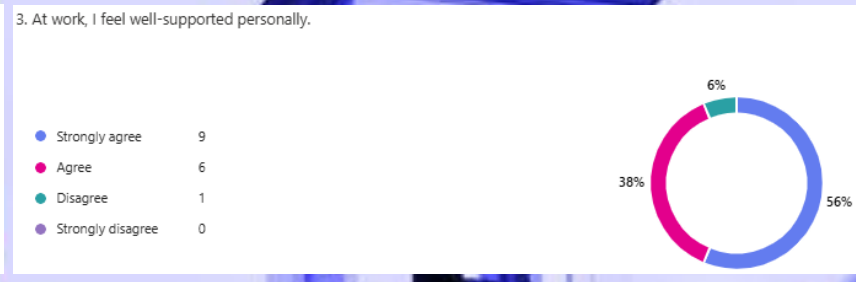 3. At work, I feel well-supported personally.
Strongly agree 9
Agree 6
Disagree 1
Strongly disagree 0
6%
38%
56%